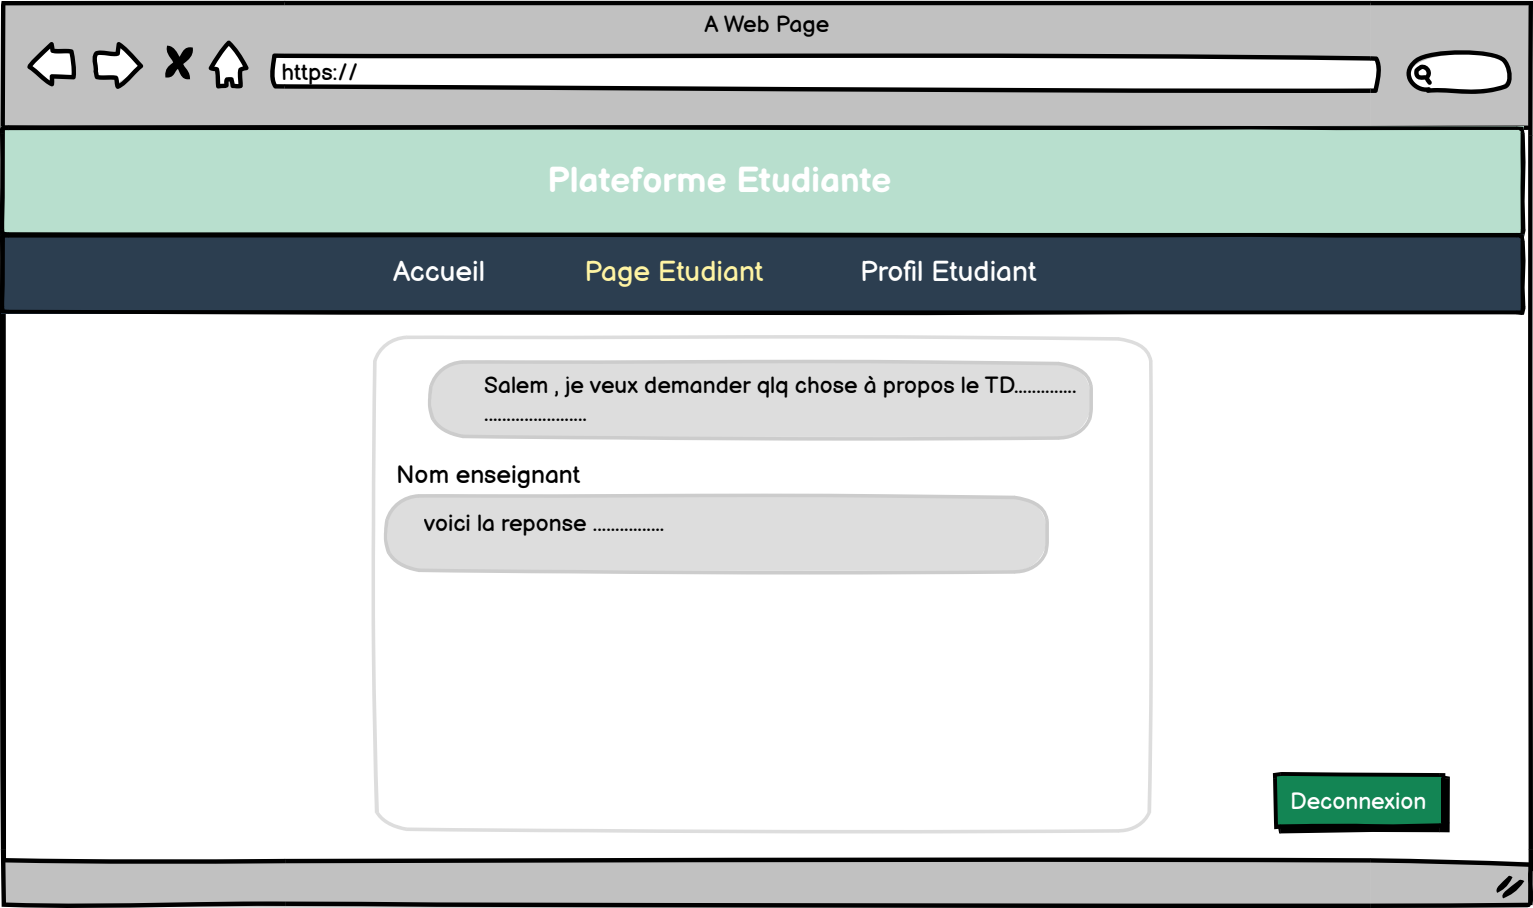 A Web Page
https://
Plateforme Etudiante
Accueil Page Etudiant Profil Etudiant
Salem , je veux demander qlq chose à propos le TD..............
.......................
Nom enseignant
voici la reponse ................
Deconnexion